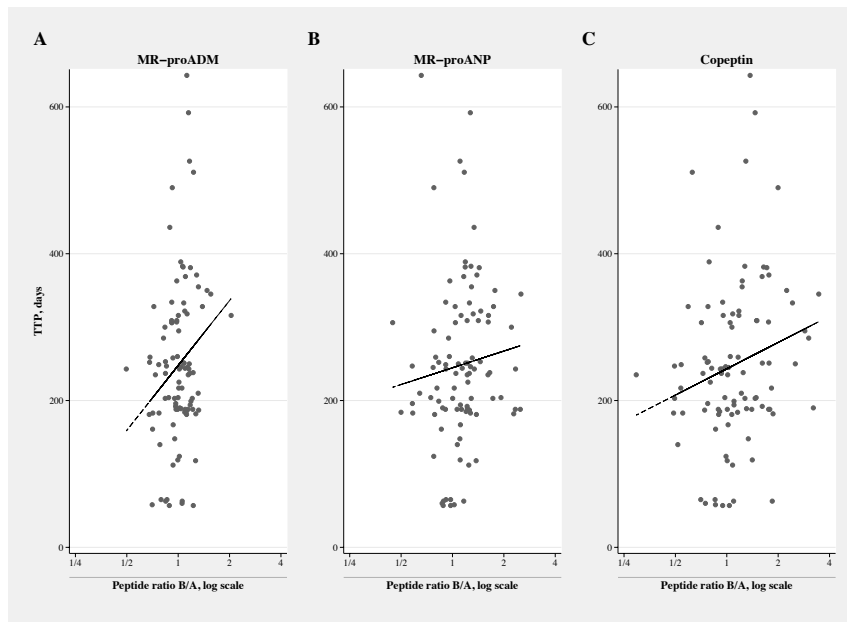 A
B
C
MR−proADM
MR−proANP
Copeptin
TTP, days
600
400
200
0
1/4 1/2 1 2 4
Peptide ratio B/A, log scale
600
400
200
0
1/4 1/2 1 2 4
Peptide ratio B/A, log scale
600
400
200
0
1/4 1/2 1 2 4
Peptide ratio B/A, log scale